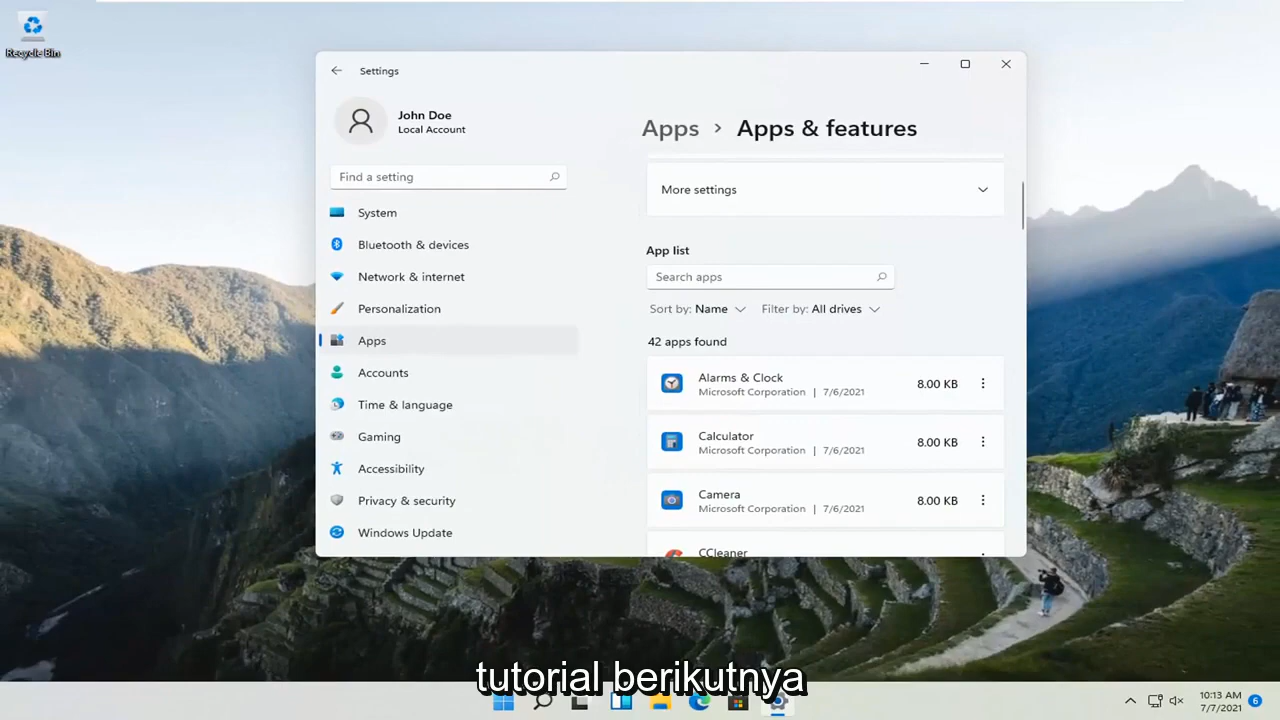 Recycle Bin
Settings
John Doe
Local Account
Find a setting
System
Bluetooth & devices
Network & internet
Personalization
Apps
Accounts
Time & language
Gaming
Accessibility
Privacy & security
Windows Update
Apps > Apps & features
More settings
App list
Search apps
Sort by: Name Filter by: All drives
42 apps found
Alarms & Clock
Microsoft Corporation | 7/6/2021
8.00 KB
Calculator
Microsoft Corporation | 7/6/2021
8.00 KB
Camera
Microsoft Corporation | 7/6/2021
8.00 KB
CCleaner
tutorial berikutnya
10:13 AM
7/7/2021
6